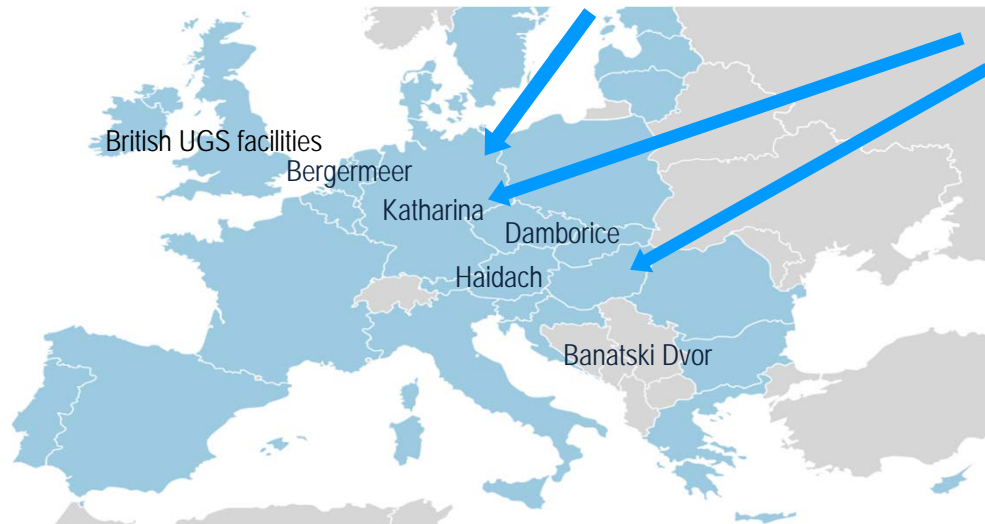 British UGS facilities
Bergermeer
Katharina
Damborice
Haidach
Banatski Dvor